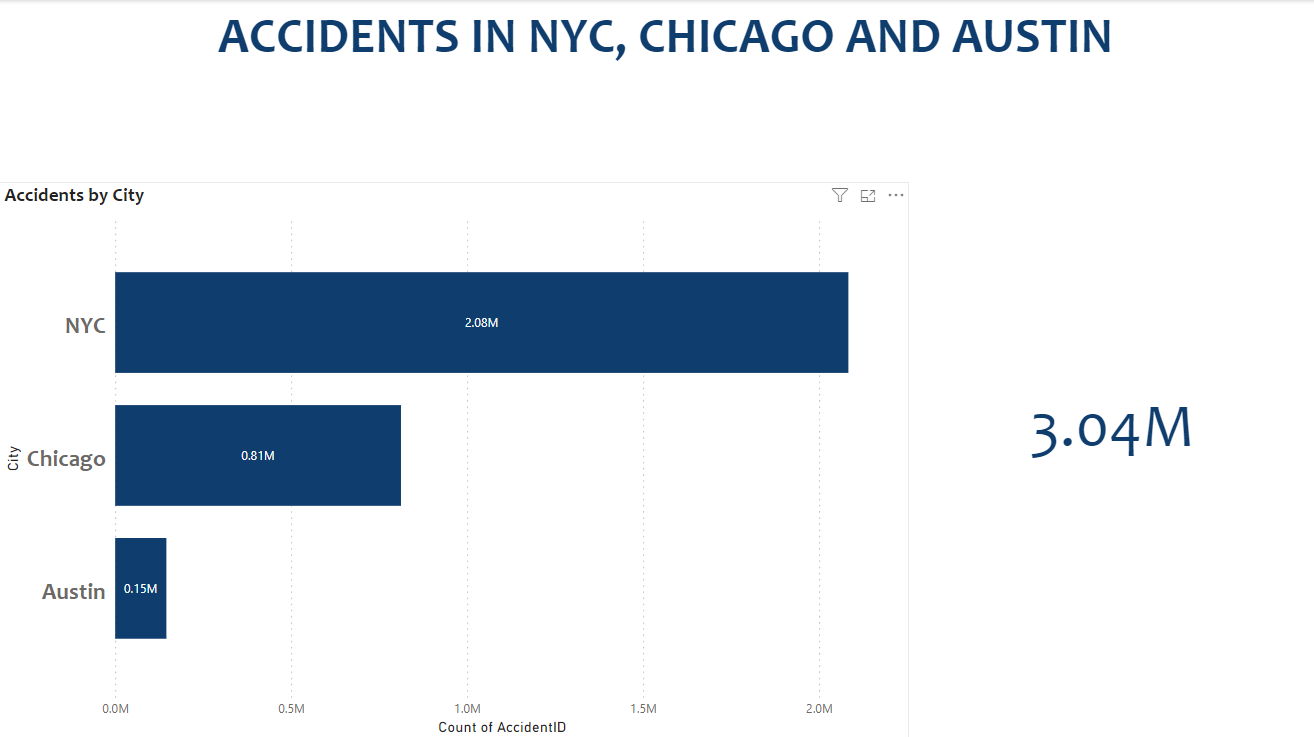 ACCIDENTS IN NYC, CHICAGO AND AUSTIN
Accidents by City
City
NYC
2.08M
Chicago
0.81M
Austin
0.15M
0.0M 0.5M 1.0M 1.5M 2.0M
Count of AccidentID
3.04M